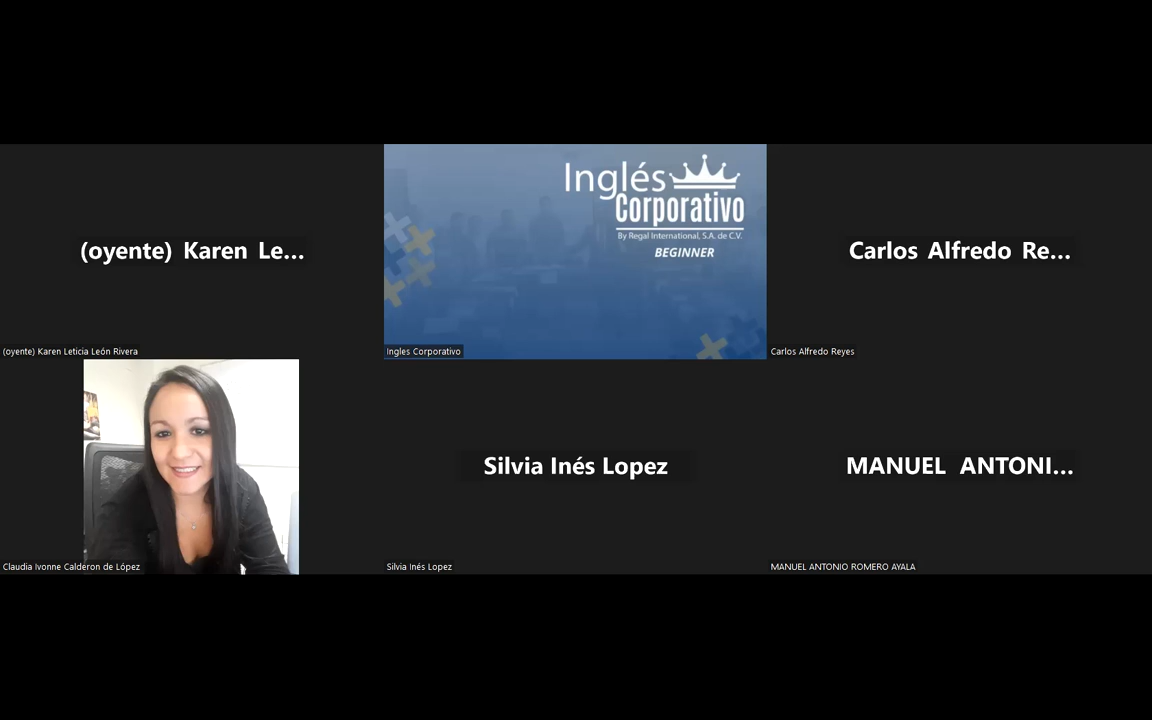 (oyente) Karen Le...
(oyente) Karen Leticia León Rivera
Inglés
Corporativo
By Regal International, S.A. de C.V.
BEGINNER
Ingles Corporativo
Carlos Alfredo Re...
Carlos Alfredo Reyes
Claudia Ivonne Calderon de López
Silvia Inés Lopez
Silvia Inés Lopez
MANUEL ANTONI...
MANUEL ANTONIO ROMERO AYALA